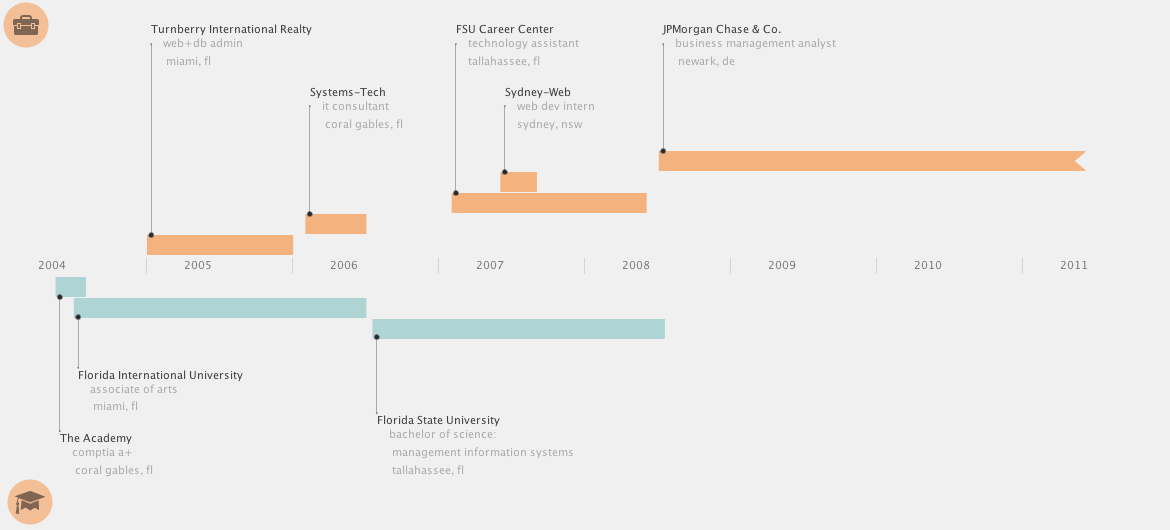 Turnberry International Realty
web+db admin
miami, fl
FSU Career Center
technology assistant
tallahassee, fl
JPMorgan Chase & Co.
business management analyst
newark, de
Systems-Tech
it consultant
coral gables, fl
Sydney-Web
web dev intern
sydney, nsw
2004 2005 2006 2007 2008 2009 2010 2011
Florida International University
associate of arts
miami, fl
The Academy
comptia a+
coral gables, fl
Florida State University
bachelor of science:
management information systems
tallahassee, fl